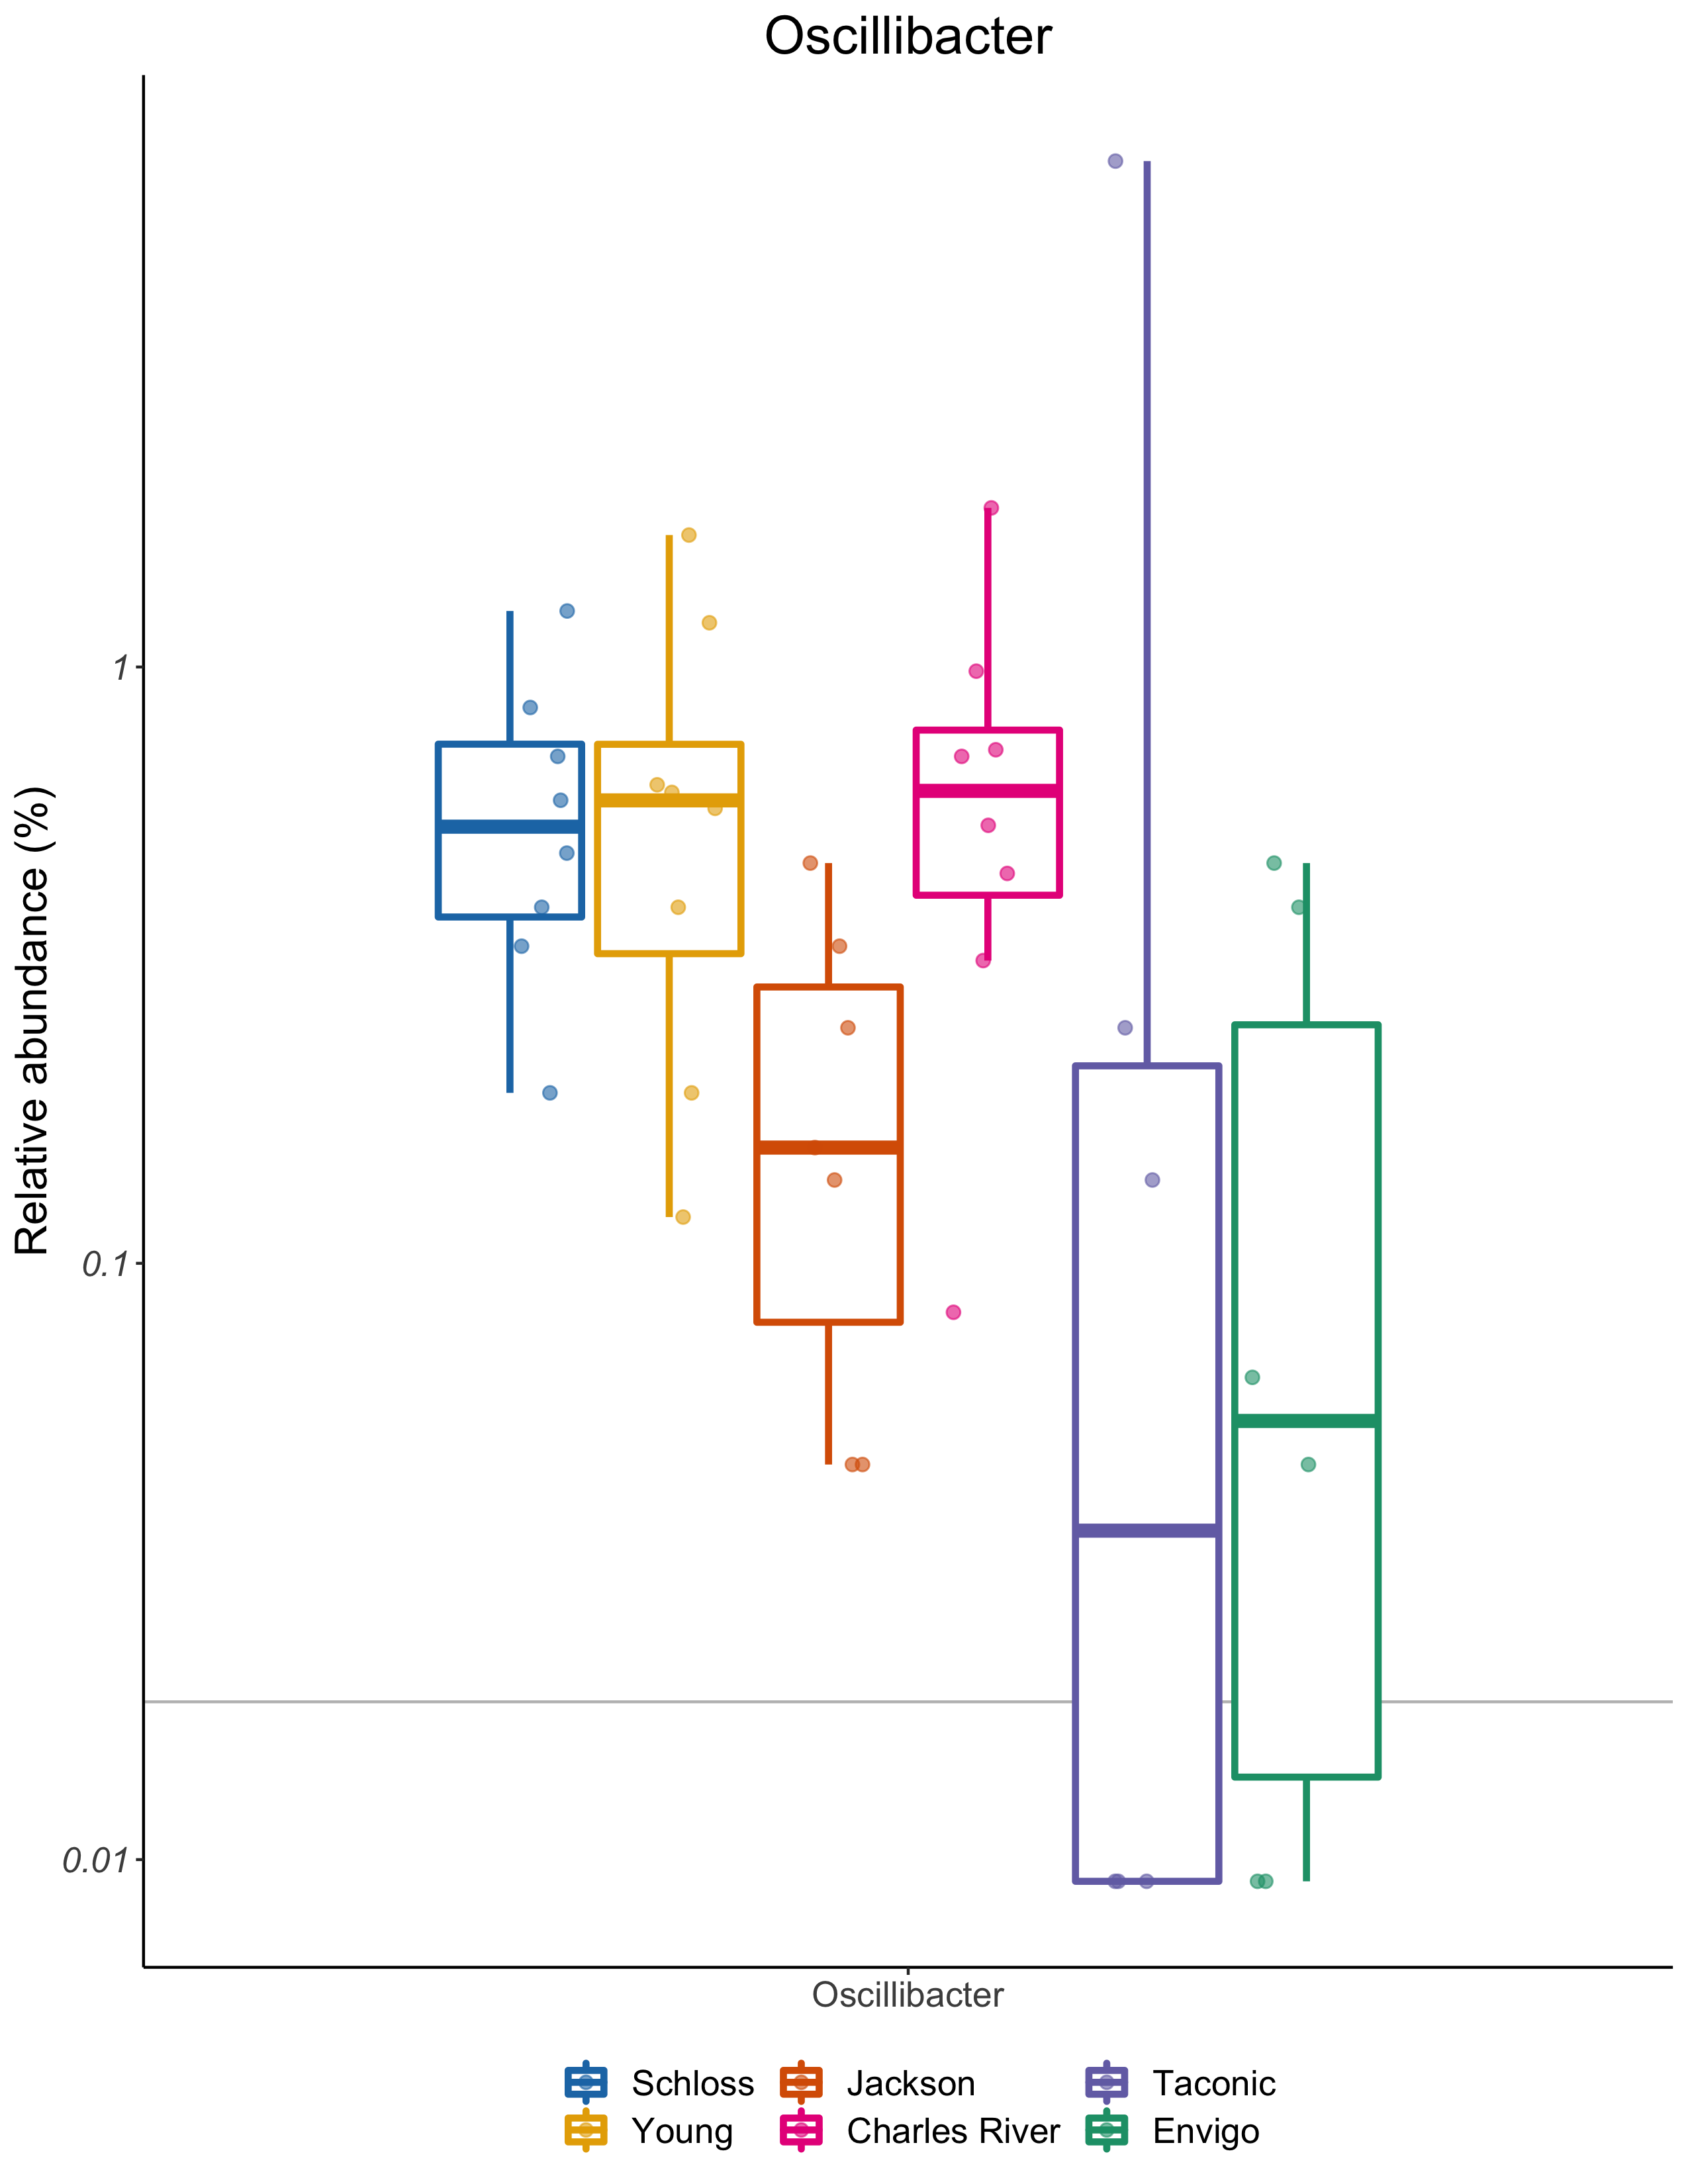 Oscillibacter
Relative abundance (%)
1
0.1
0.01
Oscillibacter
Schloss Jackson Taconic
Young Charles River Envigo